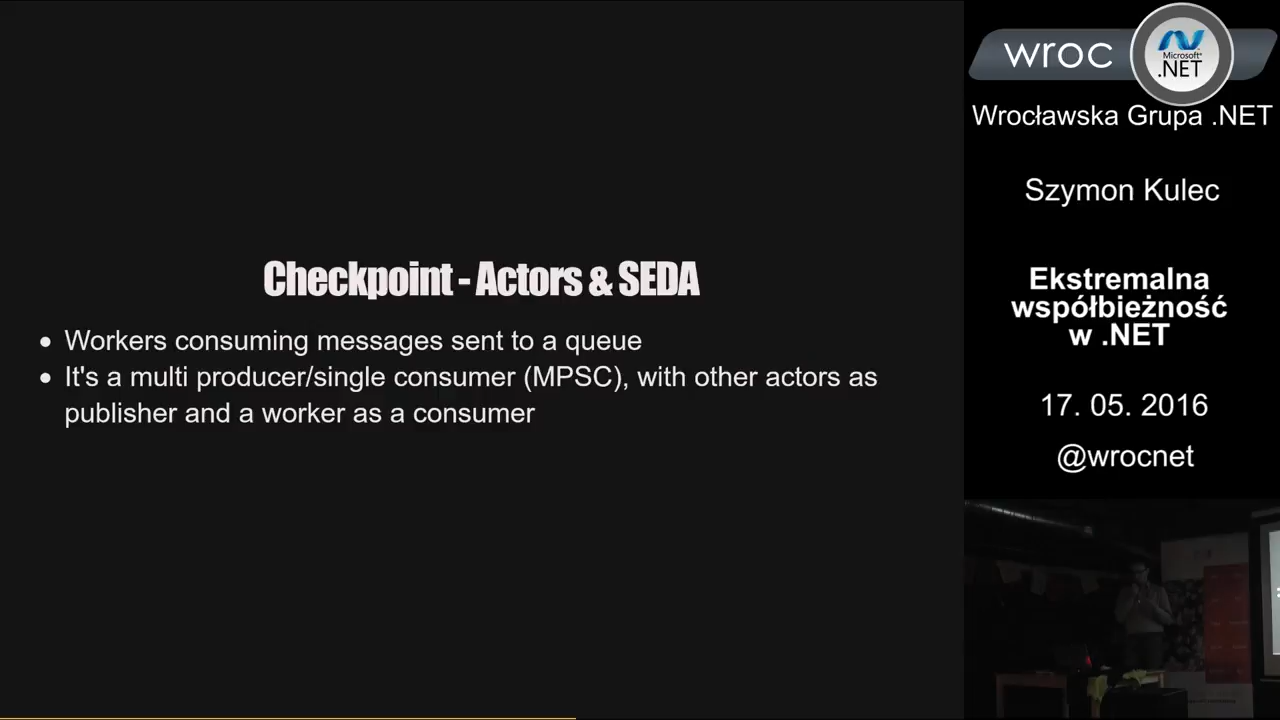 Checkpoint - Actors & SEDA
Workers consuming messages sent to a queue
It's a multi producer/single consumer (MPSC), with other actors as
publisher and a worker as a consumer
wroc
Microsoft
.NET
Wrocławska Grupa .NET
Szymon Kulec
Ekstremalna
współbieżność
w .NET
17. 05. 2016
@wrocnet